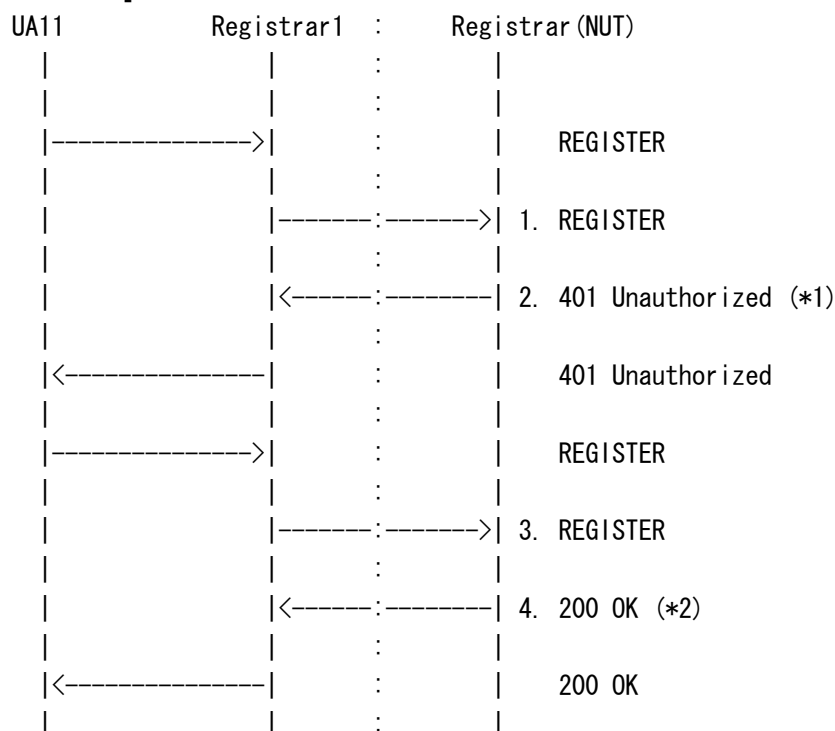 UA11 Registrar1 : Registrar(NUT)
| | : |
| | : |
|--------------->| : | REGISTER
| | : |
| |-------:------->| 1. REGISTER
| | : |
| |<------:--------| 2. 401 Unauthorized (*1)
| | : |
|<---------------| : | 401 Unauthorized
| | : |
|--------------->| : | REGISTER
| | : |
| |-------:------->| 3. REGISTER
| | : |
| |<------:--------| 4. 200 OK (*2)
| | : |
|<---------------| : | 200 OK
| | : |